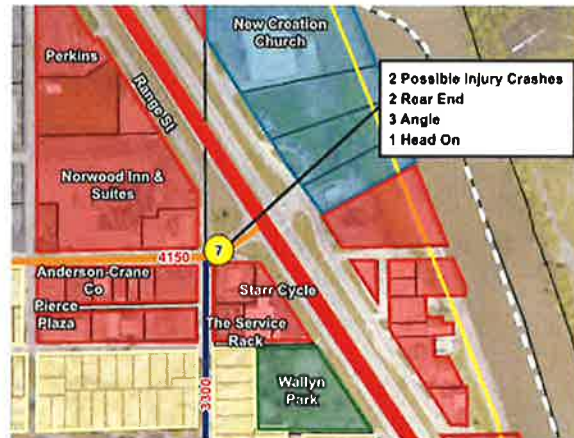 New Creation
Church
Perkins
Range St
2 Possible Injury Crashes
2 Rear End
3 Angle
1 Head On
Norwood Inn &
Suites
7
4150
Anderson-Crane
Co
Starr Cycle
Pierce
Plaza
The Service
Rack
3300
Wallyn
Park